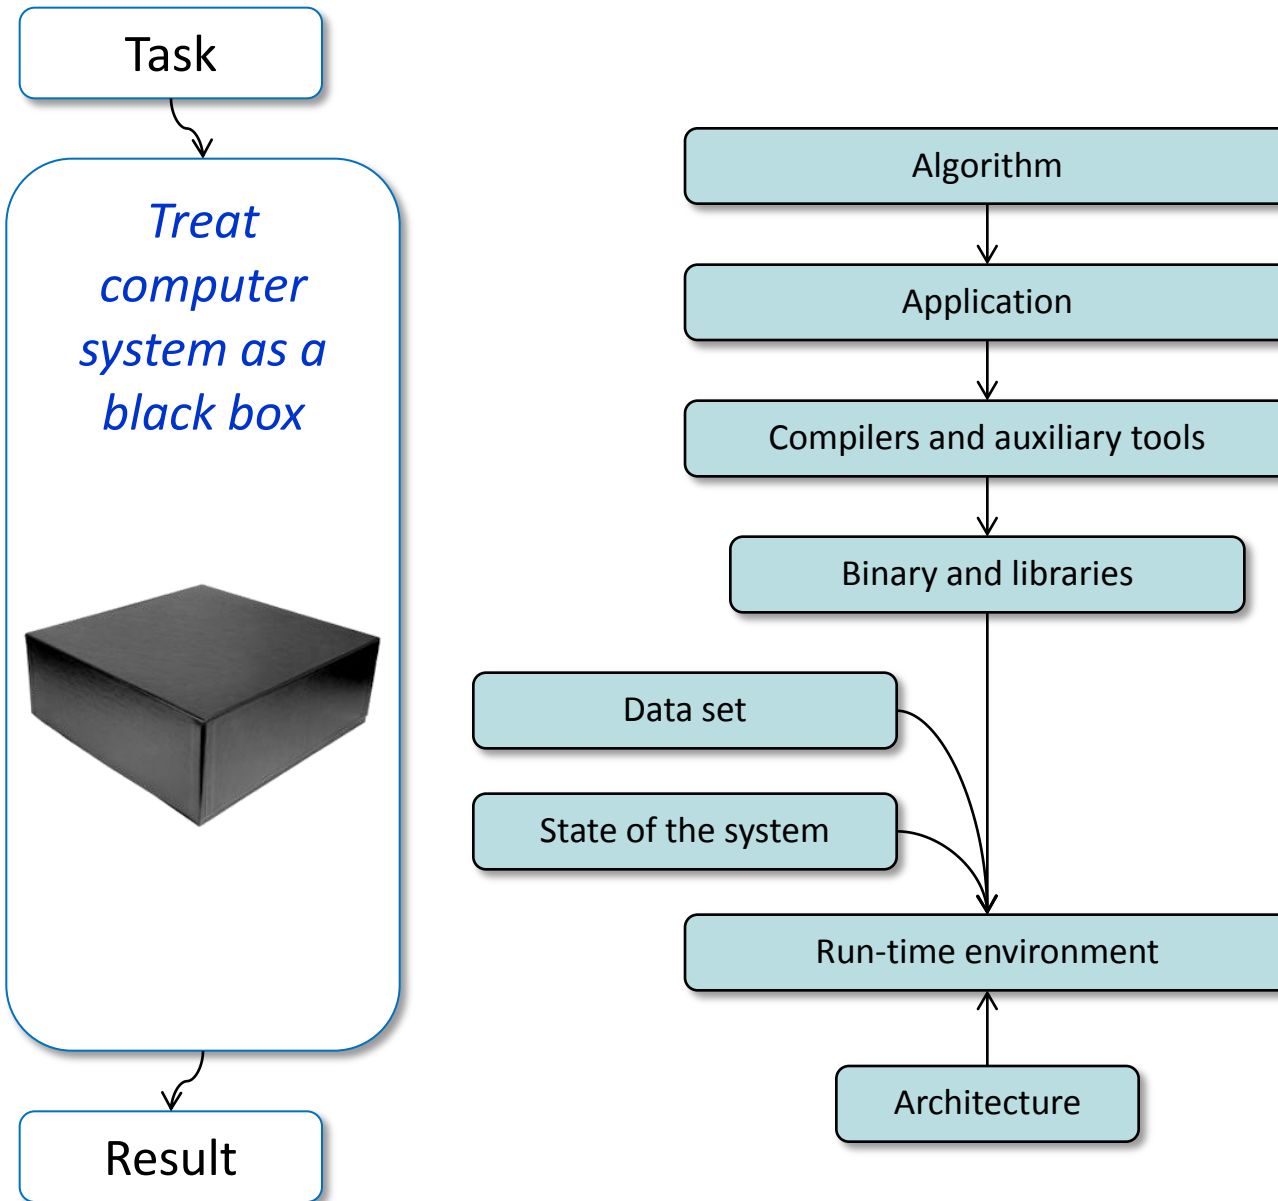 Task
Treat
computer
system as a
black box
Result
Algorithm
Application
Compilers and auxiliary tools
Binary and libraries
Data set
State of the system
Run-time environment
Architecture